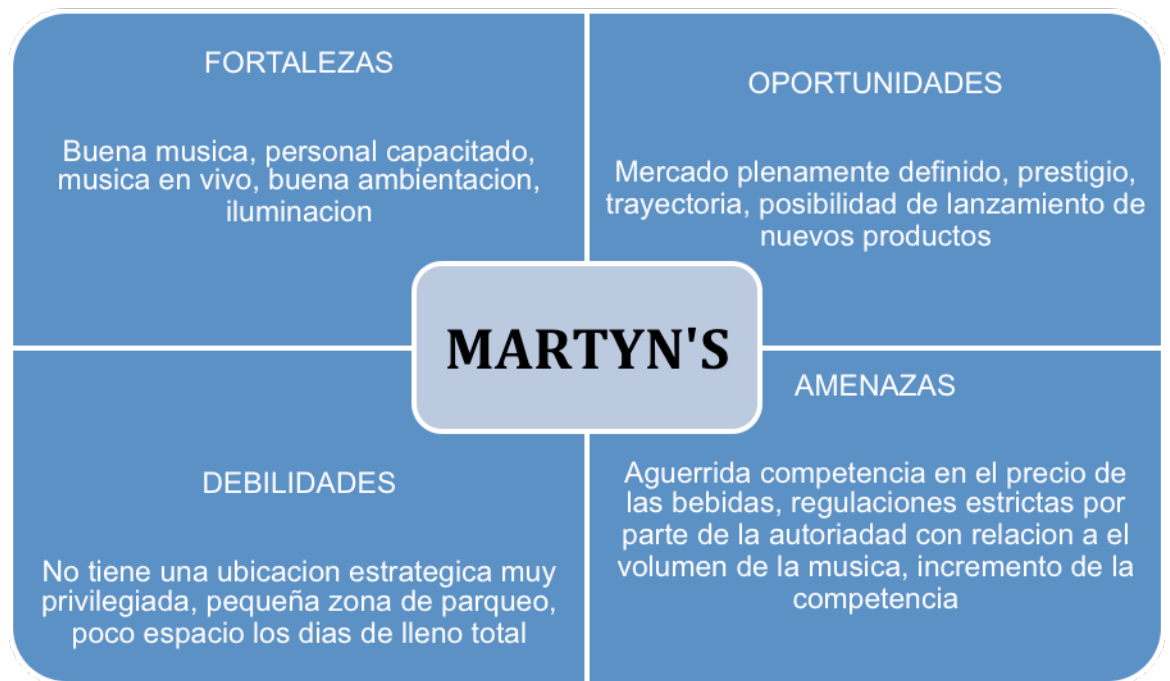 FORTALEZAS
Buena musica, personal capacitado,
musica en vivo, buena ambientacion,
iluminacion
OPORTUNIDADES
Mercado plenamente definido, prestigio,
trayectoria, posibilidad de lanzamiento de
nuevos productos
MARTYN'S
DEBILIDADES
No tiene una ubicacion estrategica muy
privilegiada, pequeña zona de parqueo,
poco espacio los dias de lleno total
AMENAZAS
Aguerrida competencia en el precio de
las bebidas, regulaciones estrictas por
parte de la autoriadad con relacion a el
volumen de la musica, incremento de la
competencia